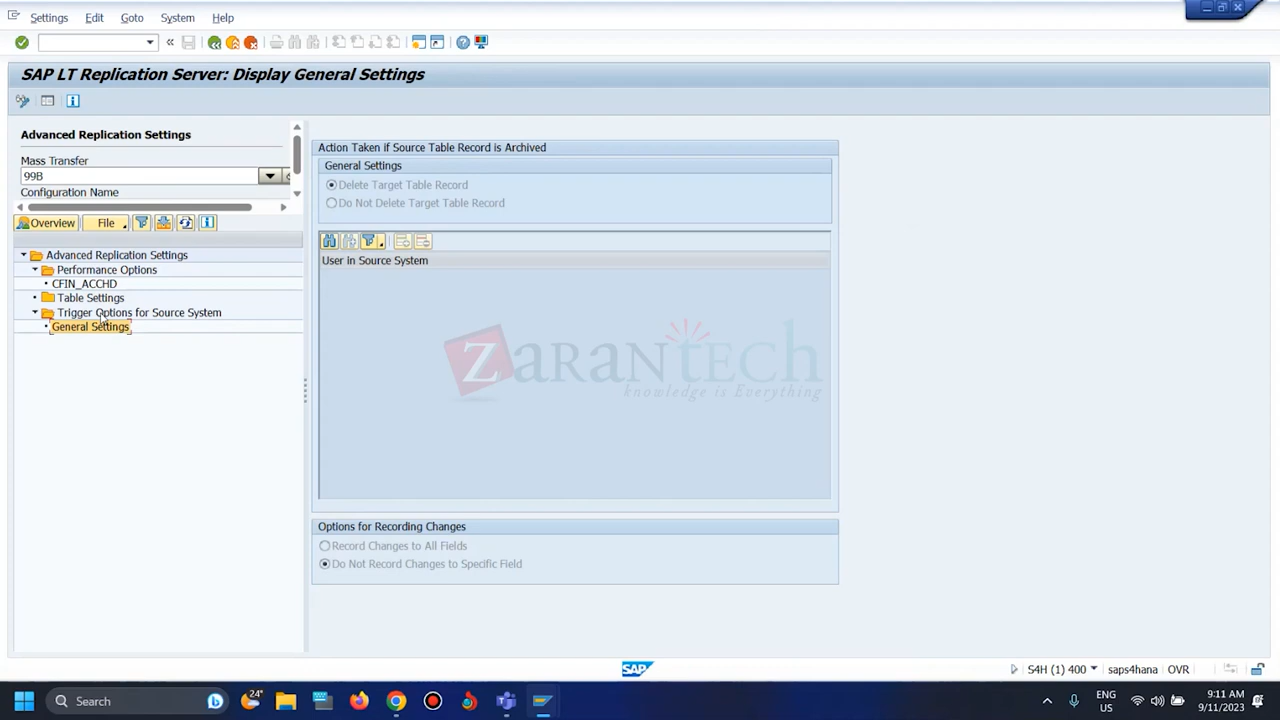 Settings Edit Goto System Help
SAP LT Replication Server: Display General Settings
Advanced Replication Settings
Mass Transfer
99B
Configuration Name
Overview File
Advanced Replication Settings
Performance Options
CFIN_ACCHD
Table Settings
Trigger Options for Source System
General Settings
Action Taken if Source Table Record is Archived
General Settings
Delete Target Table Record
Do Not Delete Target Table Record
User in Source System
ZARANTECH
knowledge is Everything
Options for Recording Changes
Record Changes to All Fields
Do Not Record Changes to Specific Field
SAP
S4H (1) 400 saps4hana OVR
Search
24°
ENG
US
9:11 AM
9/11/2023